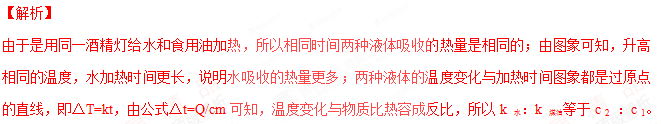 【解析】
由于是用同一酒精灯给水和食用油加热，所以相同时间两种液体吸收的热量是相同的；由图象可知，升高
相同的温度，水加热时间更长，说明水吸收的热量更多；两种液体的温度变化与加热时间图象都是过原点
的直线，即△T=kt，由公式△t=Q/cm 可知，温度变化与物质比热容成反比，所以 k 水：k 等于 c 2 ：c 1。